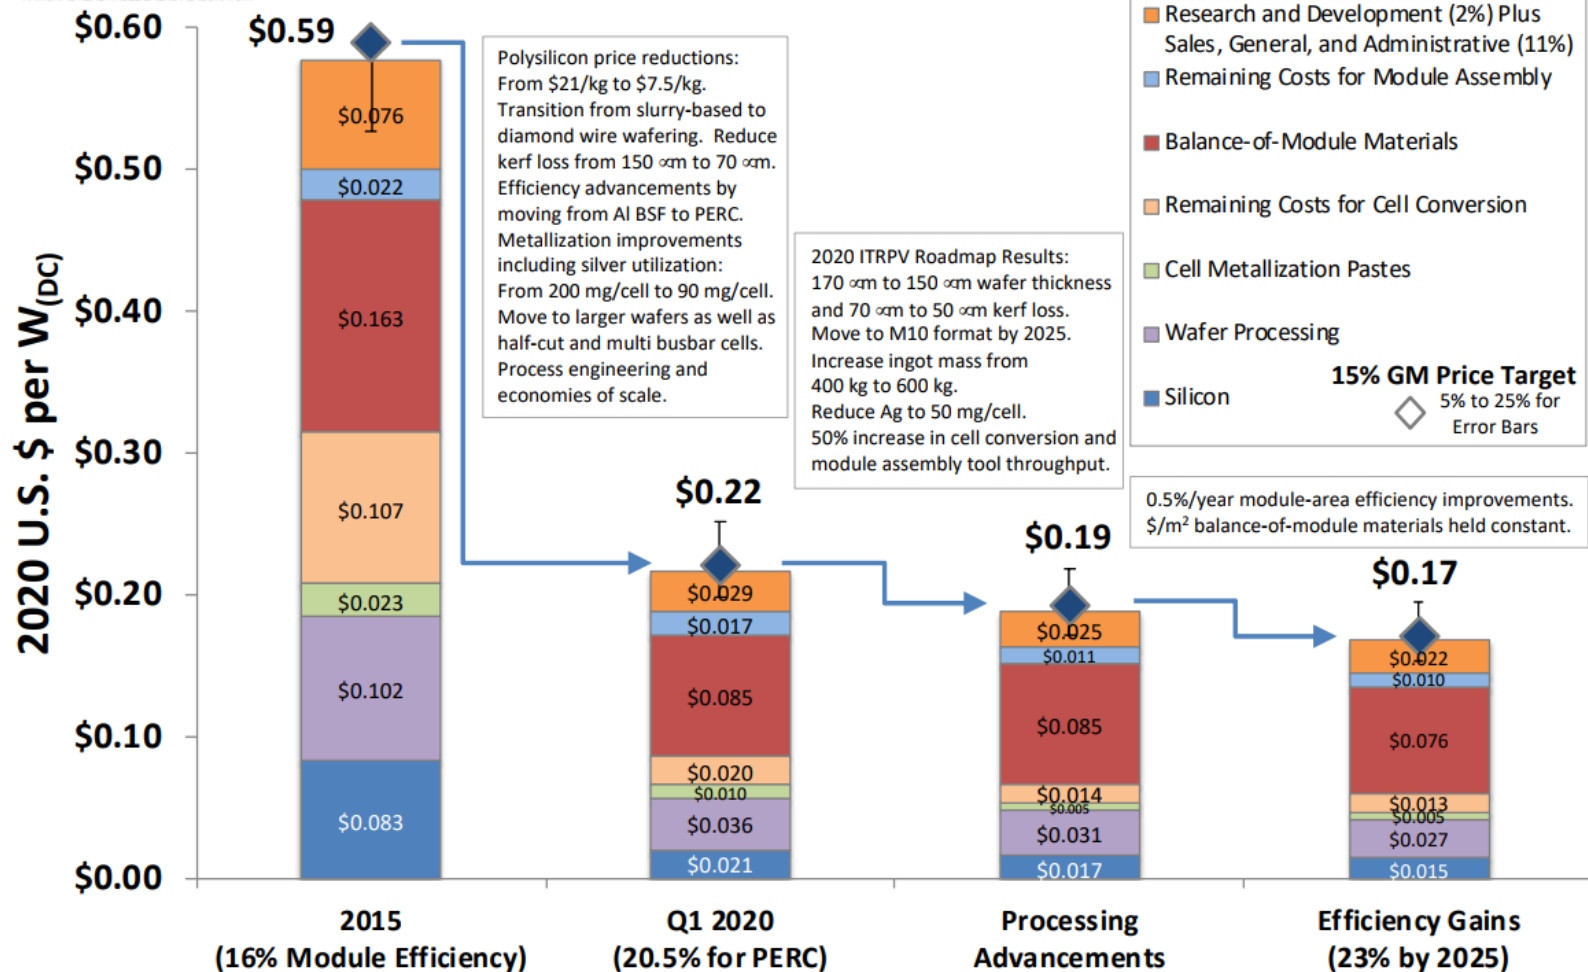 $0.60
$0.50
$0.40
$0.30
$0.20
$0.10
$0.00
2020 U.S. $ per W(DC)
$0.59
$0.076
$0.022
$0.163
$0.107
$0.023
$0.102
$0.083
2015
(16% Module Efficiency)
Polysilicon price reductions:
From $21/kg to $7.5/kg.
Transition from slurry-based to
diamond wire wafering. Reduce
kerf loss from 150 ∝m to 70 ∝m.
Efficiency advancements by
moving from Al BSF to PERC.
Metallization improvements
including silver utilization:
From 200 mg/cell to 90 mg/cell.
Move to larger wafers as well as
half-cut and multi busbar cells.
Process engineering and
economies of scale.
$0.22
$0.029
$0.017
$0.085
$0.020
$0.010
$0.036
$0.021
Q1 2020
(20.5% for PERC)
2020 ITRPV Roadmap Results:
170 ∝m to 150 ∝m wafer thickness
and 70 ∝m to 50 ∝m kerf loss.
Move to M10 format by 2025.
Increase ingot mass from
400 kg to 600 kg.
Reduce Ag to 50 mg/cell.
50% increase in cell conversion and
module assembly tool throughput.
$0.19
$0.025
$0.011
$0.085
$0.014
$0.005
$0.031
$0.017
Processing
Advancements
Research and Development (2%) Plus
Sales, General, and Administrative (11%)
Remaining Costs for Module Assembly
Balance-of-Module Materials
Remaining Costs for Cell Conversion
Cell Metallization Pastes
Wafer Processing
Silicon
15% GM Price Target
5% to 25% for
Error Bars
0.5%/year module-area efficiency improvements.
$/m² balance-of-module materials held constant.
$0.17
$0.022
$0.010
$0.076
$0.013
$0.005
$0.027
$0.015
Efficiency Gains
(23% by 2025)